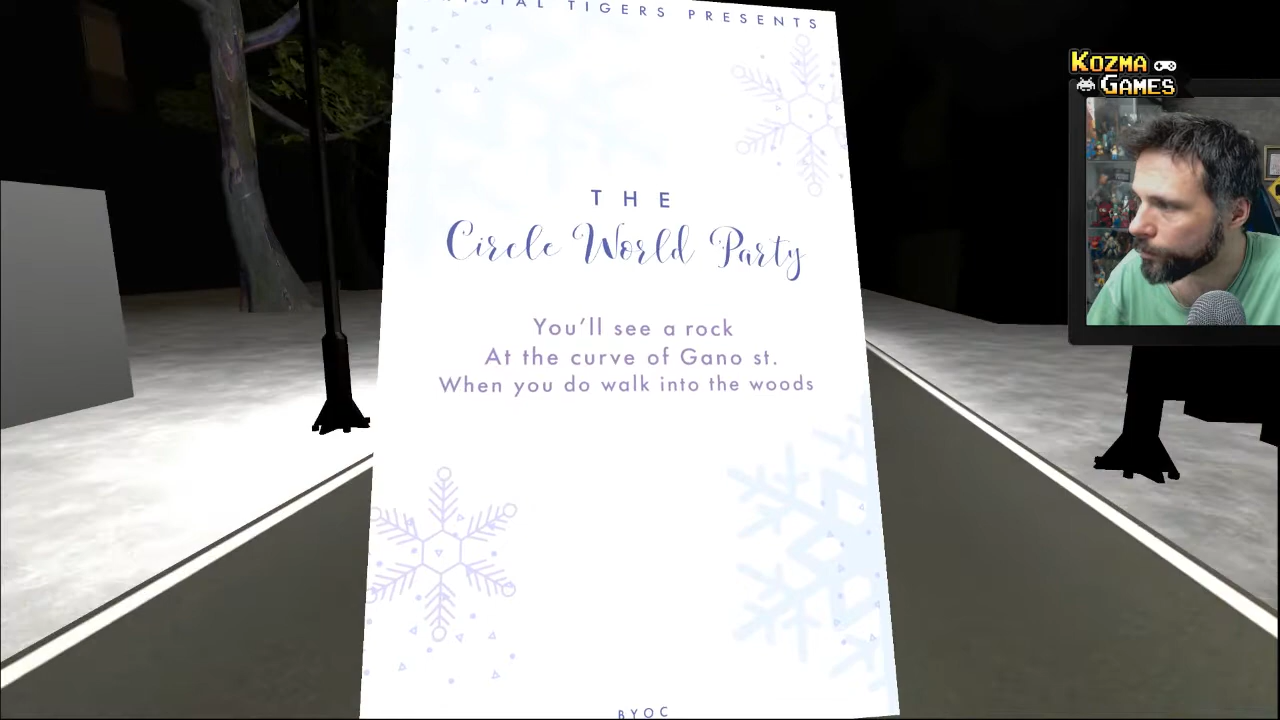 TIGERS PRESENTS
KOZMA
GAMES
THE
Circle World Party
You'll see a rock
At the curve of Gano st.
When you do walk into the woods
BYOC